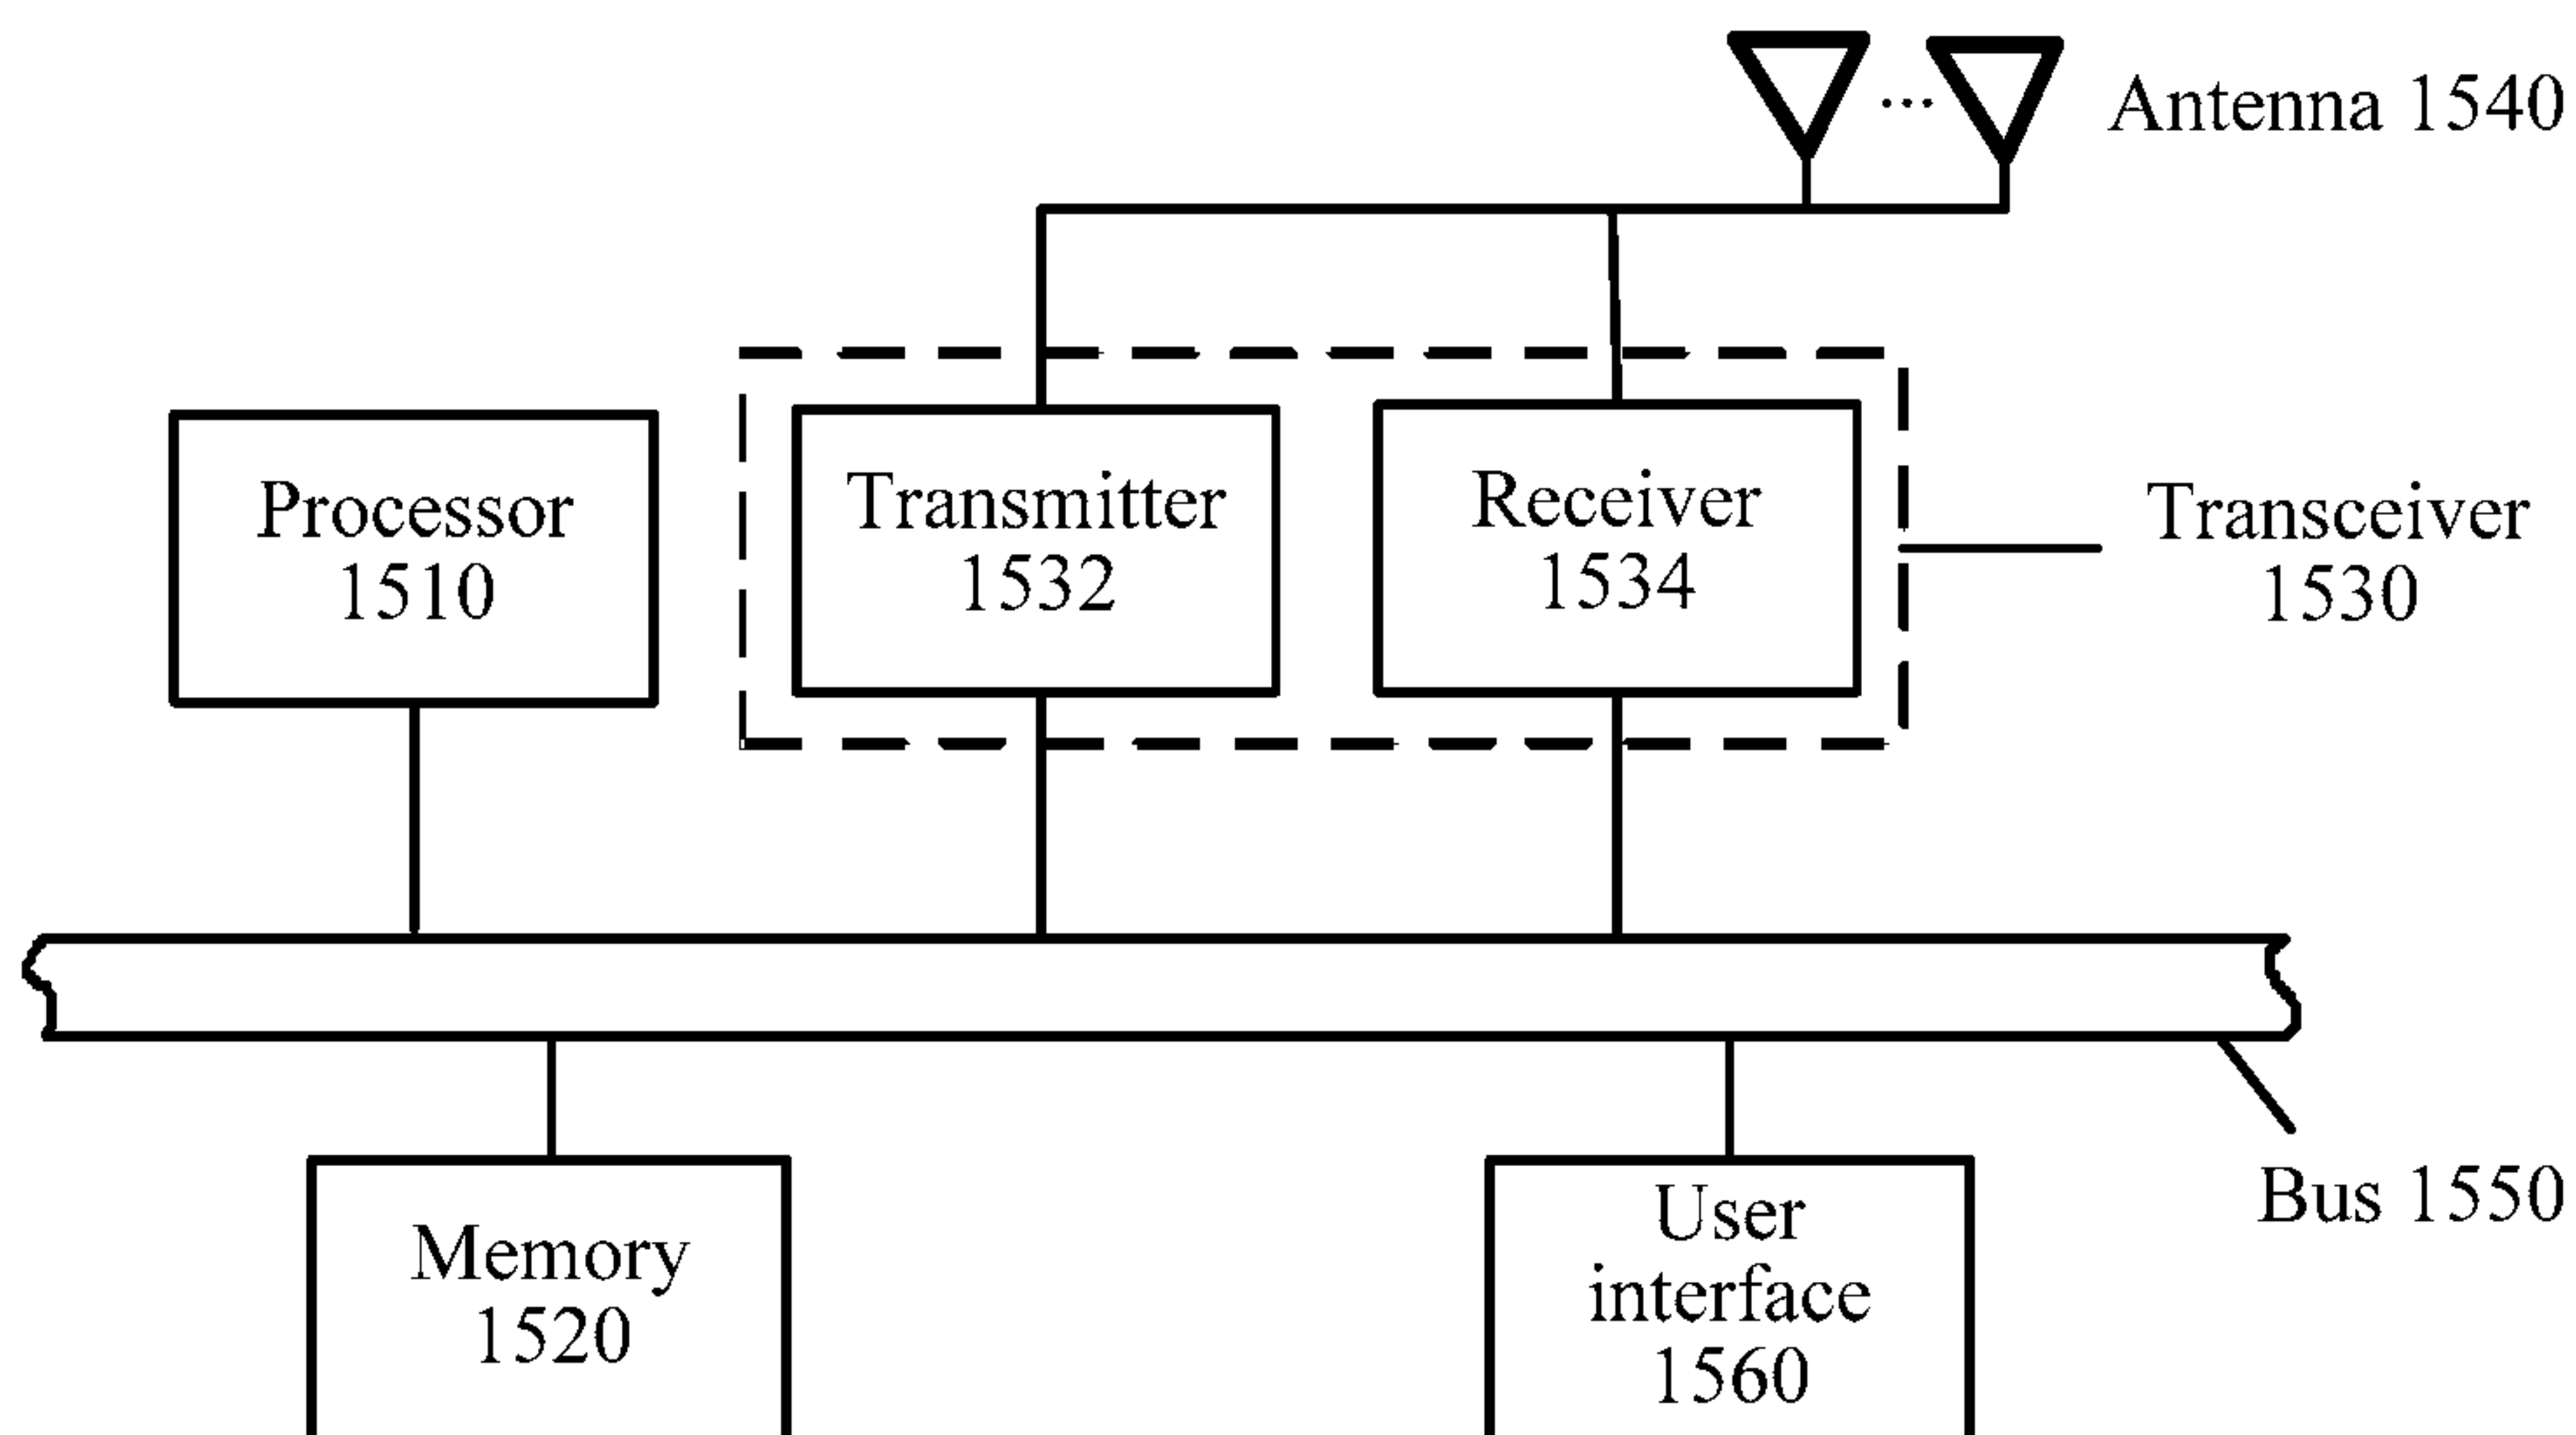 Antenna 1540
Processor
1510
Transmitter
1532
Receiver
1534
Transceiver
1530
Memory
1520
User
interface
1560
Bus 1550